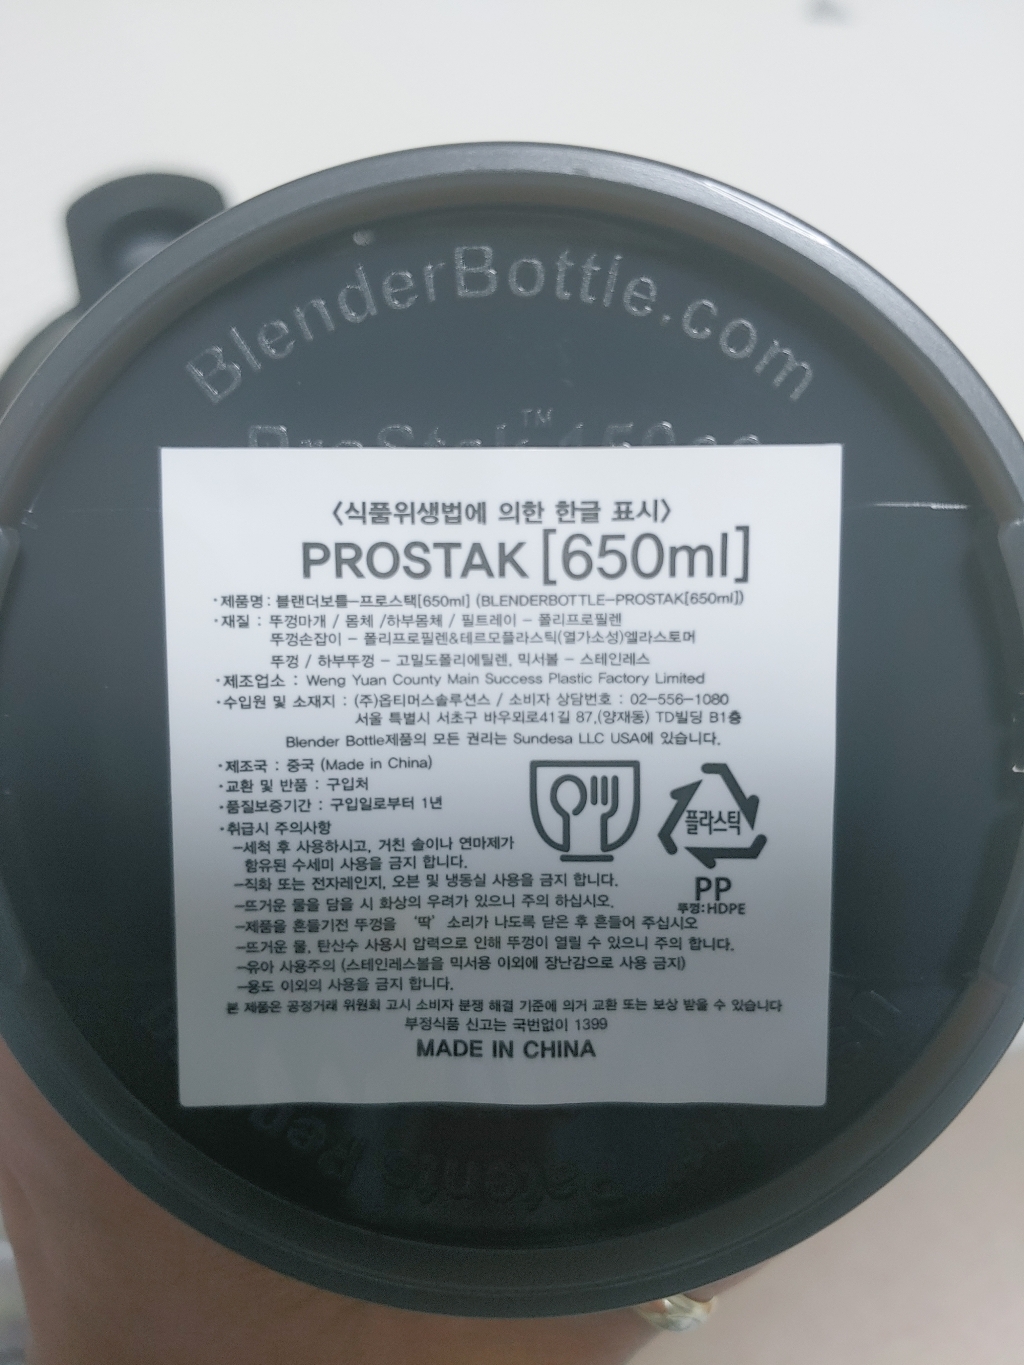 BlenderBottle.com
ProStak™ 450cc
<식품위생법에 의한 한글 표시>
PROSTAK [650ml]
·제품명 : 블랜더보틀-프로스택[650ml] (BLENDERBOTTLE-PROSTAK[650ml])
·재질 : 뚜껑마개 / 몸체 /하부몸체 / 필트레이 - 폴리프로필렌
뚜껑손잡이 - 폴리프로필렌&테르모플라스틱(열가소성)엘라스토머
뚜껑 / 하부뚜껑 - 고밀도폴리에틸렌, 믹서볼 - 스테인레스
·제조업소 : Weng Yuan County Main Success Plastic Factory Limited
·수입원 및 소재지 : (주)옵티머스솔루션스 / 소비자 상담번호 : 02-556-1080
서울 특별시 서초구 바우뫼로41길 87,(양재동) TD빌딩 B1층
Blender Bottle제품의 모든 권리는 Sundesa LLC USA에 있습니다.
·제조국 : 중국 (Made in China)
·교환 및 반품 : 구입처
·품질보증기간 : 구입일로부터 1년
·취급시 주의사항
-세척 후 사용하시고, 거친 솔이나 연마제가
함유된 수세미 사용을 금지 합니다.
-직화 또는 전자레인지, 오븐 및 냉동실 사용을 금지 합니다.
-뜨거운 물을 담을 시 화상의 우려가 있으니 주의 하십시오.
-제품을 흔들기전 뚜껑을 '딱' 소리가 나도록 닫은 후 흔들어 주십시오
-뜨거운 물, 탄산수 사용시 압력으로 인해 뚜껑이 열릴 수 있으니 주의 합니다.
-유아 사용주의 (스테인레스볼을 믹서용 이외에 장난감으로 사용 금지)
-용도 이외의 사용을 금지 합니다.
플라스틱
PP
뚜껑:HDPE
본 제품은 공정거래 위원회 고시 소비자 분쟁 해결 기준에 의거 교환 또는 보상 받을 수 있습니다
부정식품 신고는 국번없이 1399
MADE IN CHINA
Patents